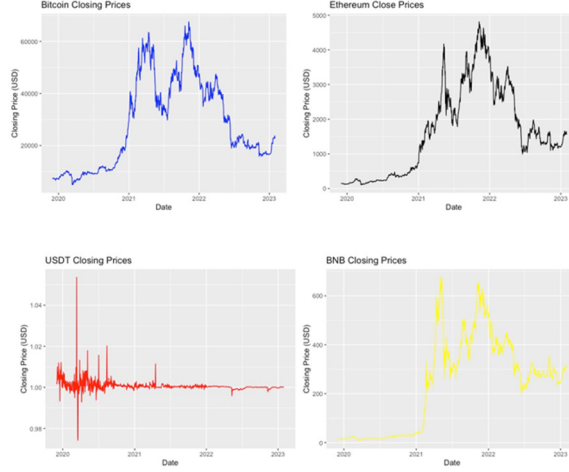 Bitcoin Closing Prices
Closing Price (USD)
60000
40000
20000
2020 2021 2022 2023
Date
Ethereum Close Prices
Closing Price (USD)
5000
4000
3000
2000
1000
0
2020 2021 2022 2023
Date
USDT Closing Prices
Closing Price (USD)
1.04
1.02
1.00
0.98
2020 2021 2022 2023
Date
BNB Closing Prices
Closing Price (USD)
600
400
200
0
2020 2021 2022 2023
Date